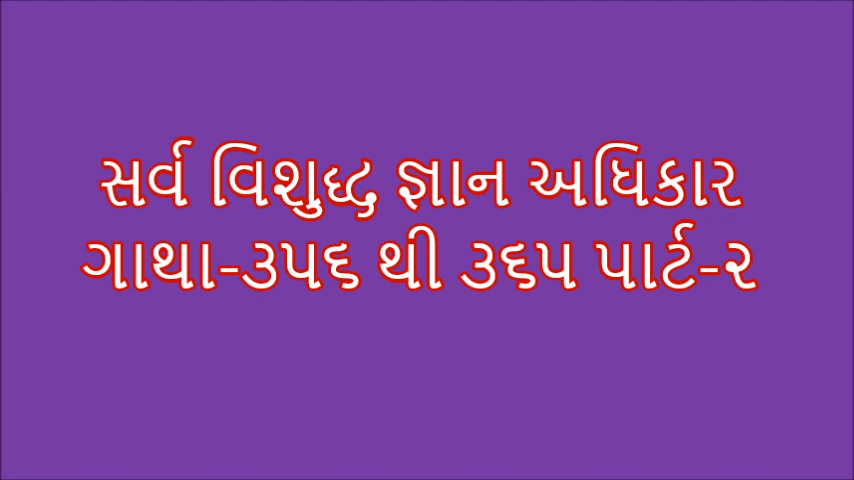 સર્વ વિશુદ્ધ જ્ઞાન અધિકાર
ગાથા-૩૫૬ થી ૩૬૫ પાર્ટ-૨